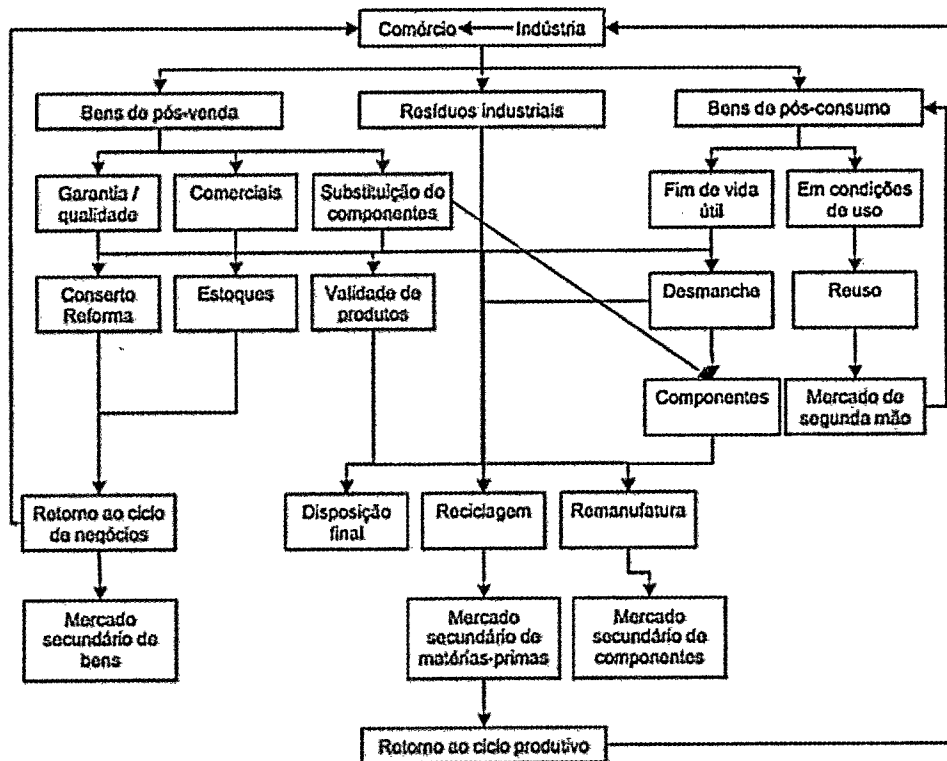 Comércio Indústria
Bens de pós-venda
Resíduos industriais
Bens de pós-consumo
Garantia /
qualidade
Comerciais
Substituição de
componentes
Fim de vida
útil
Em condições
de uso
Conserto
Reforma
Estoques
Validade de
produtos
Desmanche
Reuso
Componentes
Mercado de
segunda mão
Retorno ao ciclo
de negócios
Disposição
final
Reciclagem
Remanufatura
Mercado
secundário de
bens
Mercado
secundário de
matérias-primas
Mercado
secundário de
componentes
Retorno ao ciclo produtivo